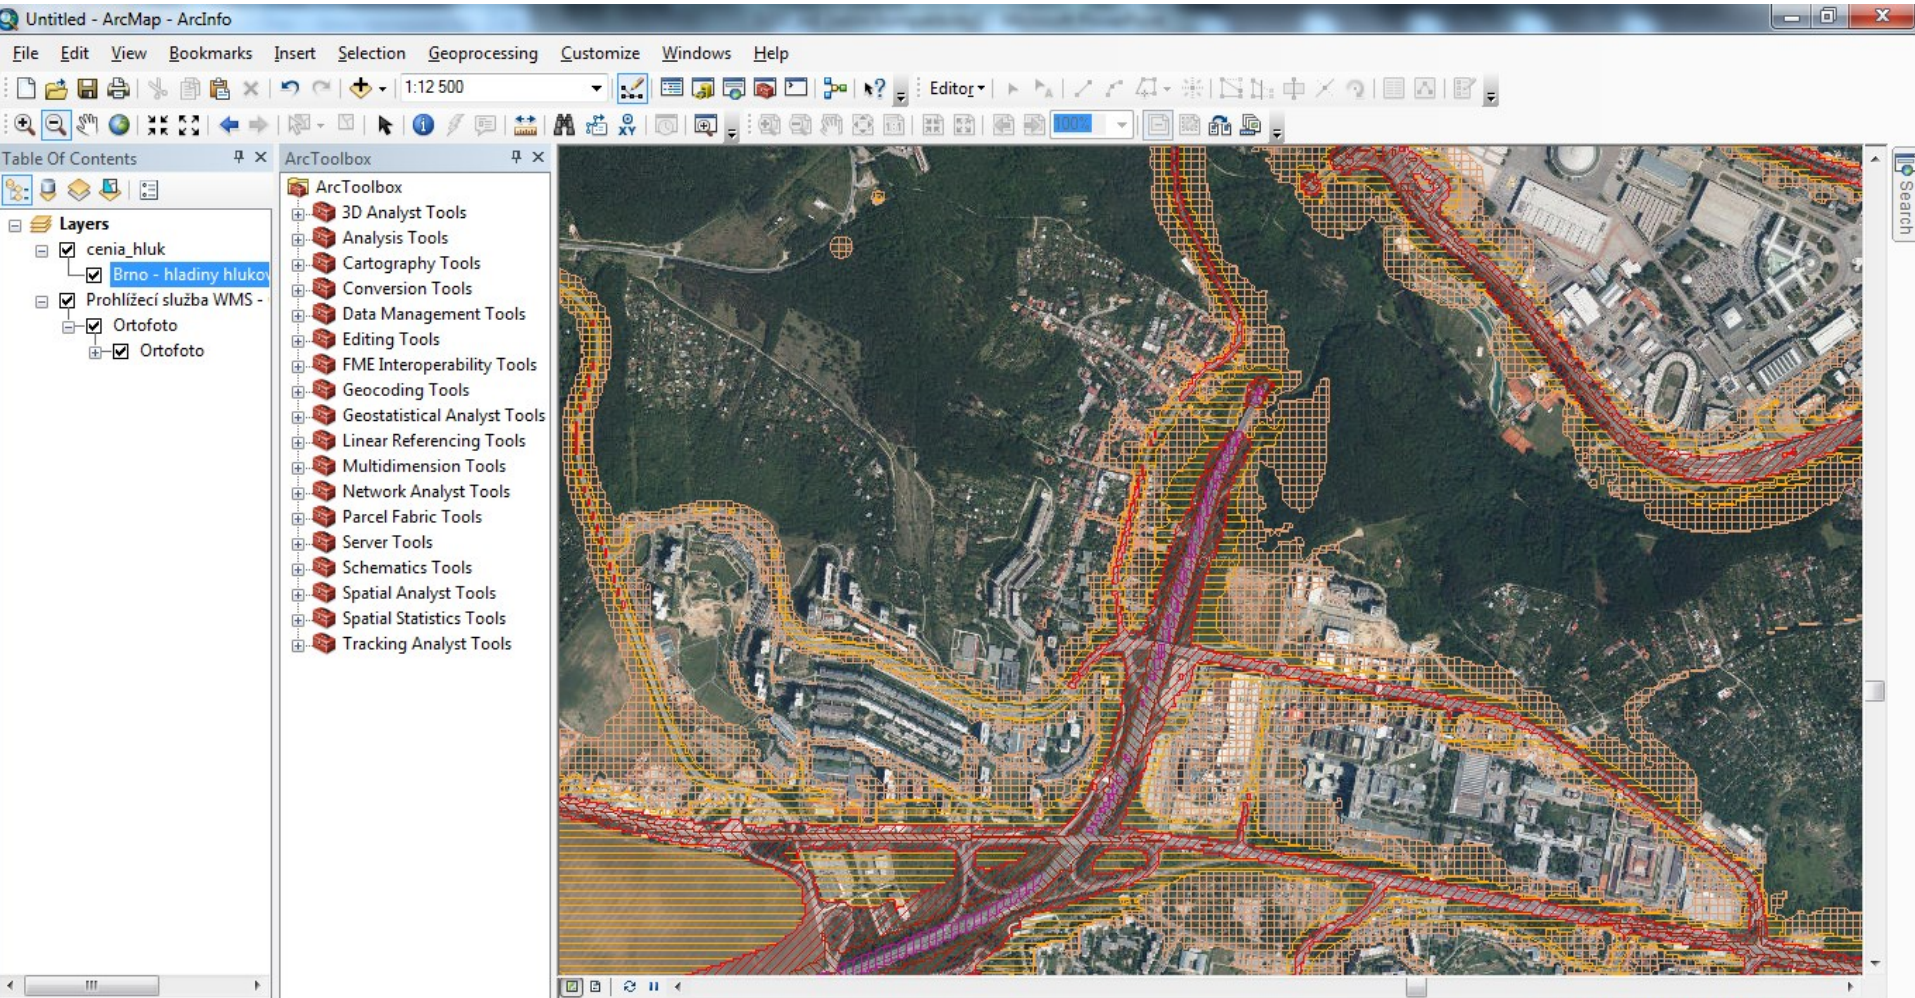 Untitled - ArcMap - ArcInfo
File Edit View Bookmarks Insert Selection Geoprocessing Customize Windows Help
1:12 500
Editor
100%
Table Of Contents
ArcToolbox
Layers
cenia_hluk
Brno - hladiny hlukov
Prohlížecí služba WMS -
Ortofoto
Ortofoto
ArcToolbox
3D Analyst Tools
Analysis Tools
Cartography Tools
Conversion Tools
Data Management Tools
Editing Tools
FME Interoperability Tools
Geocoding Tools
Geostatistical Analyst Tools
Linear Referencing Tools
Multidimension Tools
Network Analyst Tools
Parcel Fabric Tools
Server Tools
Schematics Tools
Spatial Analyst Tools
Spatial Statistics Tools
Tracking Analyst Tools
Search